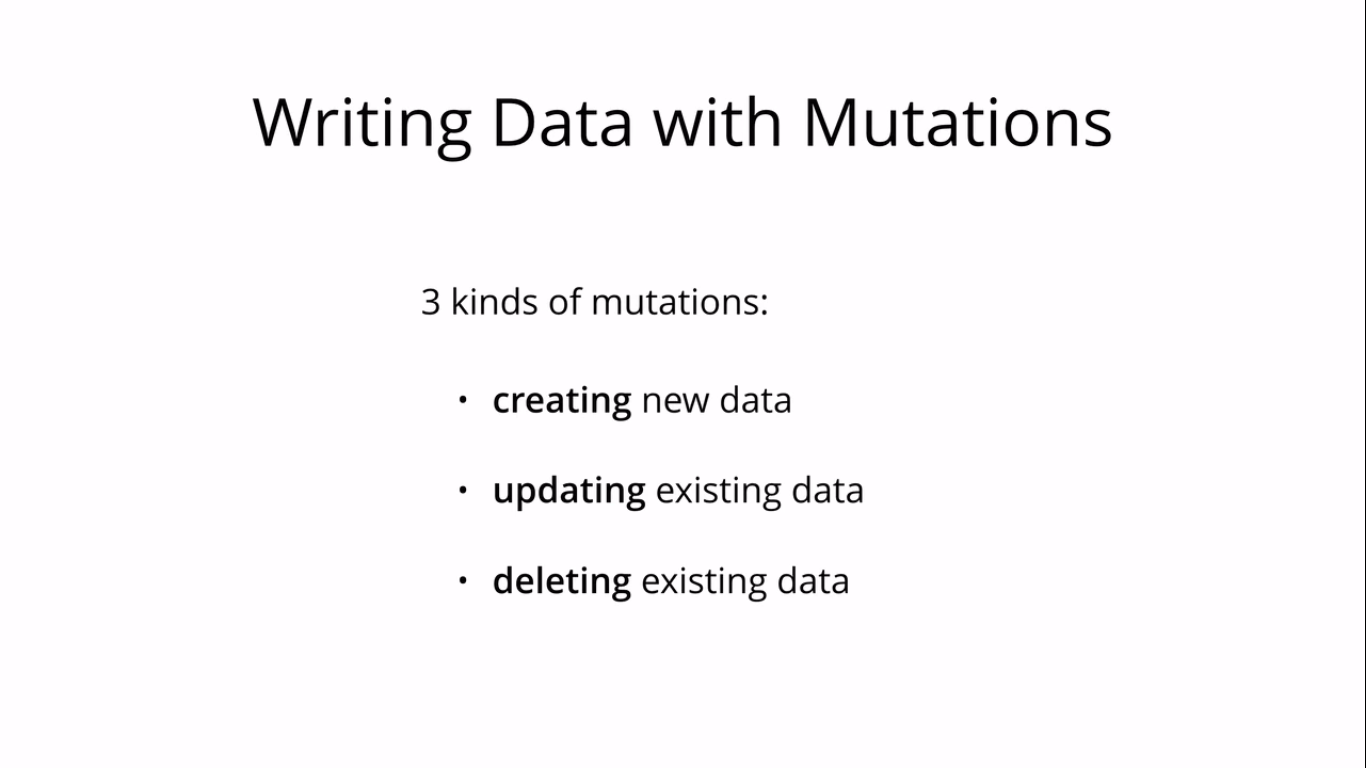 Writing Data with Mutations
3 kinds of mutations:
• creating new data
• updating existing data
• deleting existing data